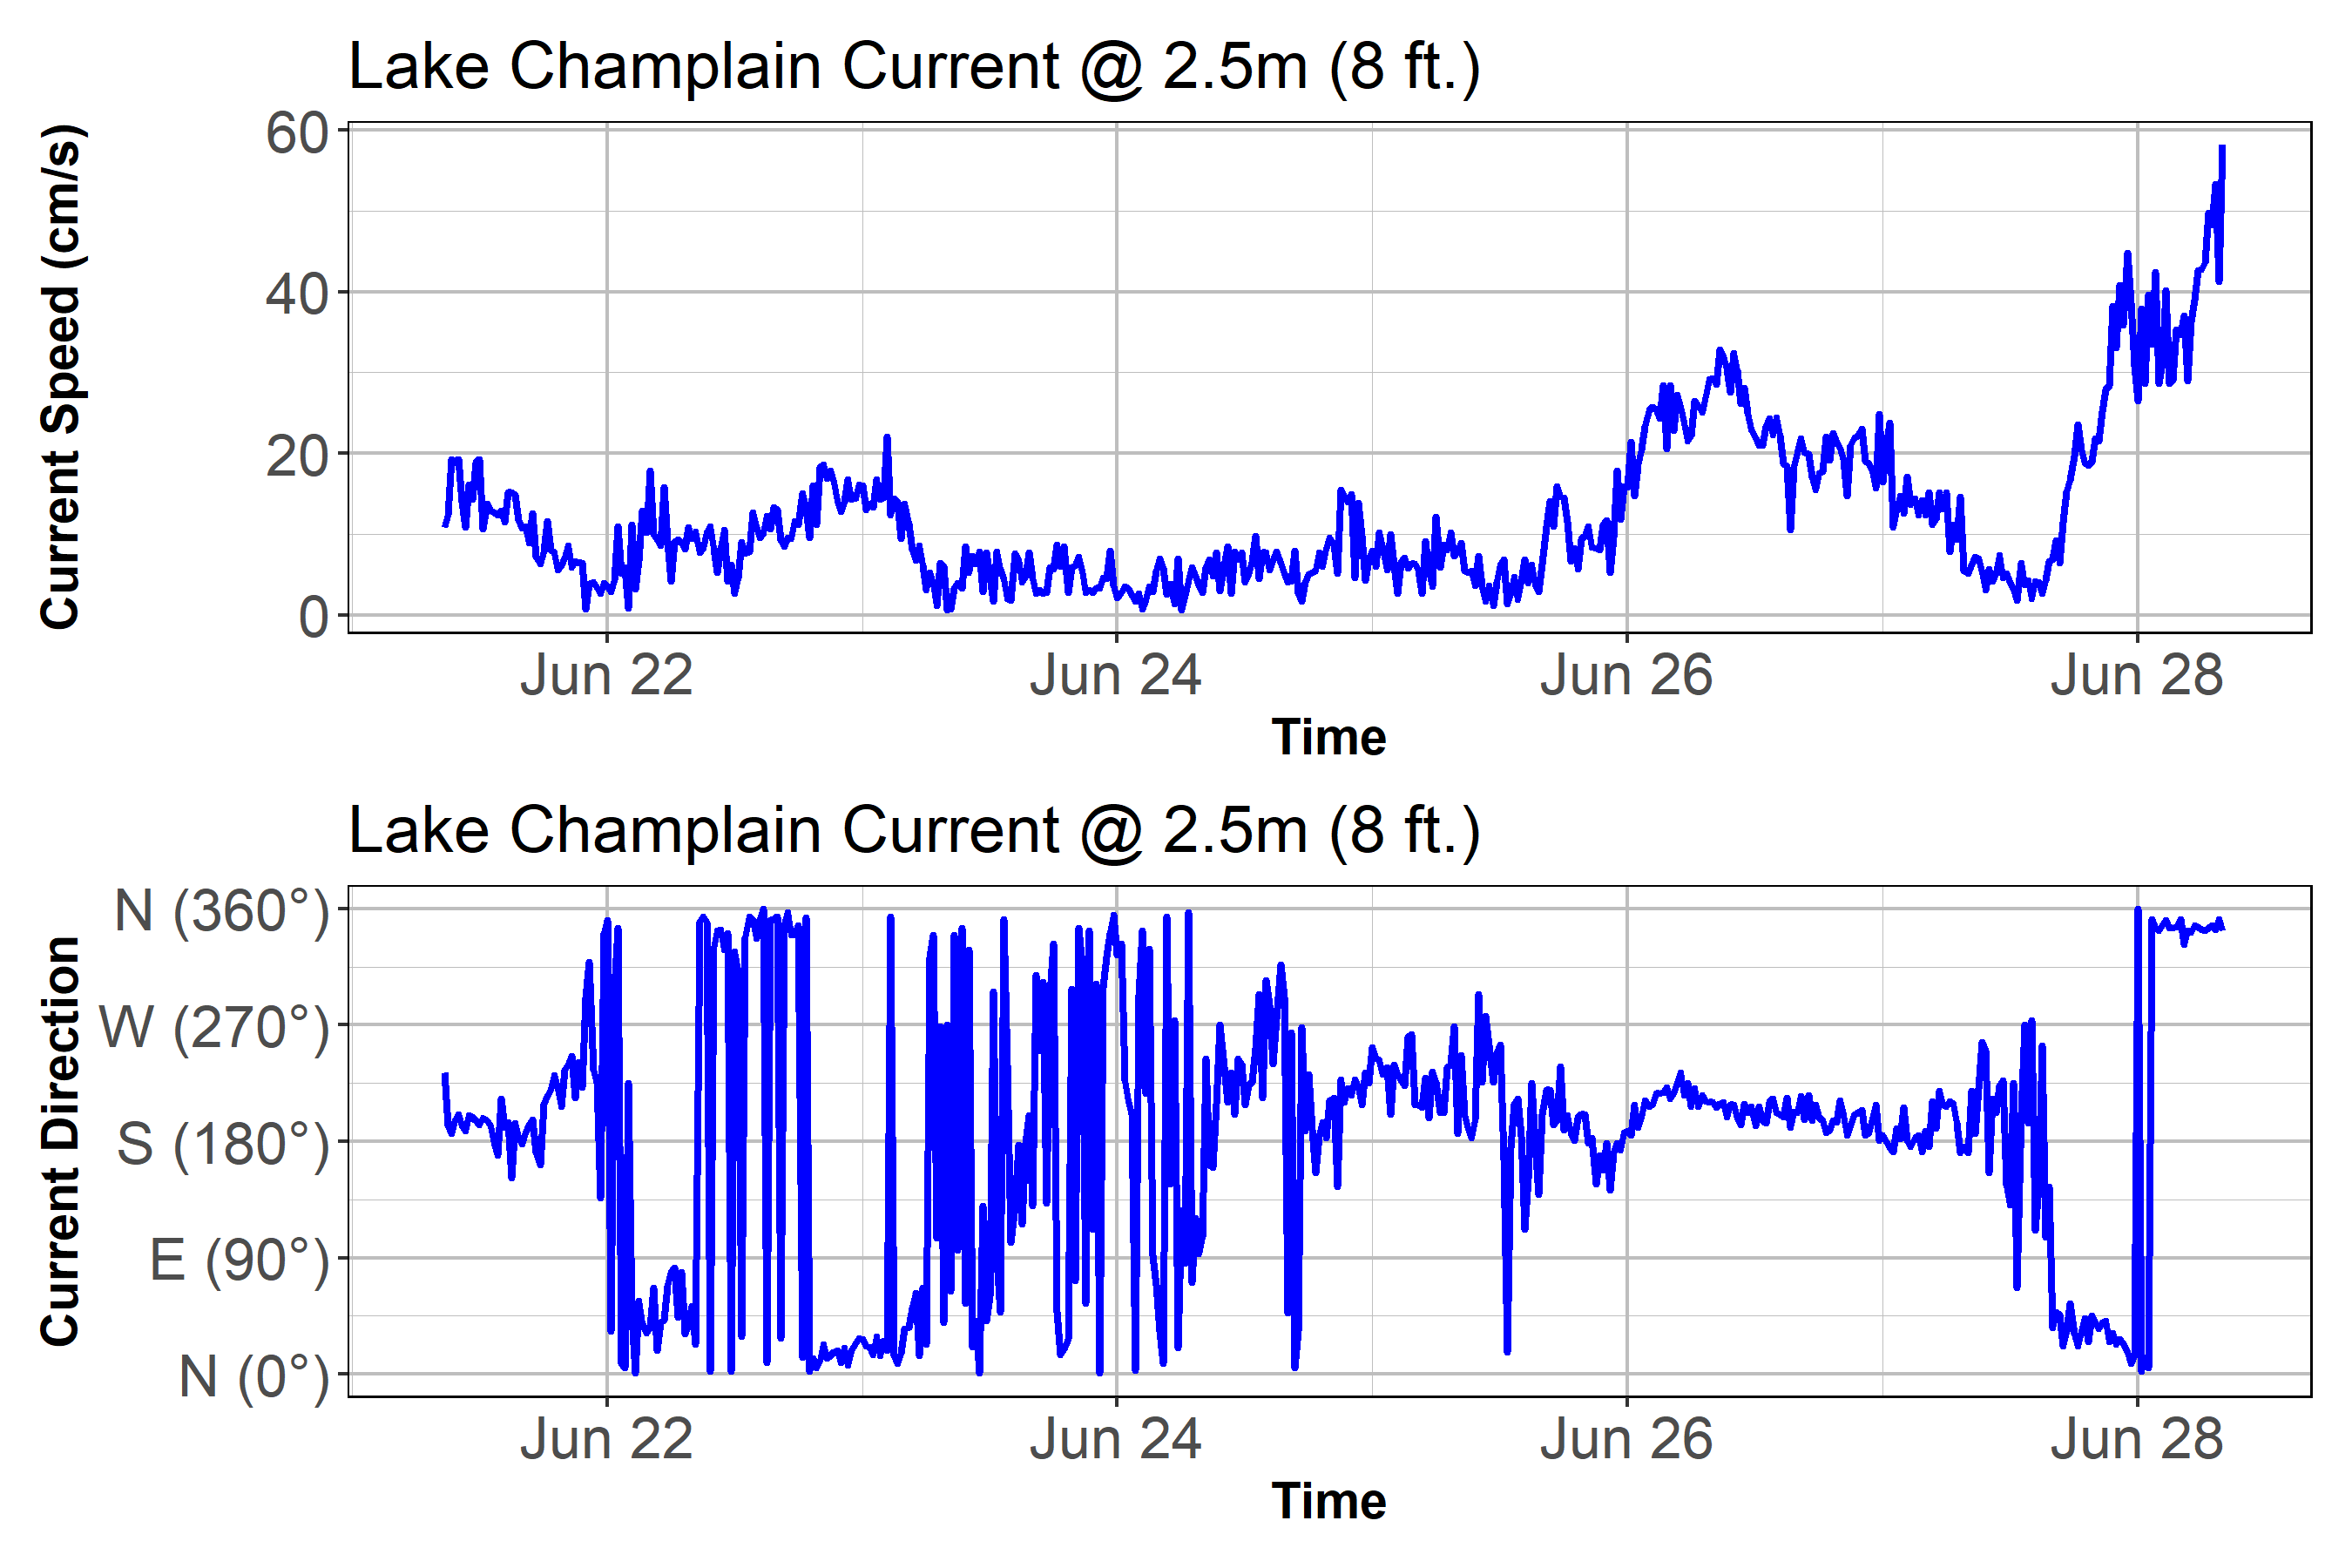 Lake Champlain Current @ 2.5m (8 ft.)
Current Speed (cm/s)
60
40
20
0
Jun 22 Jun 24 Jun 26 Jun 28
Time
Lake Champlain Current @ 2.5m (8 ft.)
Current Direction
N (360°)
W (270°)
S (180°)
E (90°)
N (0°)
Jun 22 Jun 24 Jun 26 Jun 28
Time